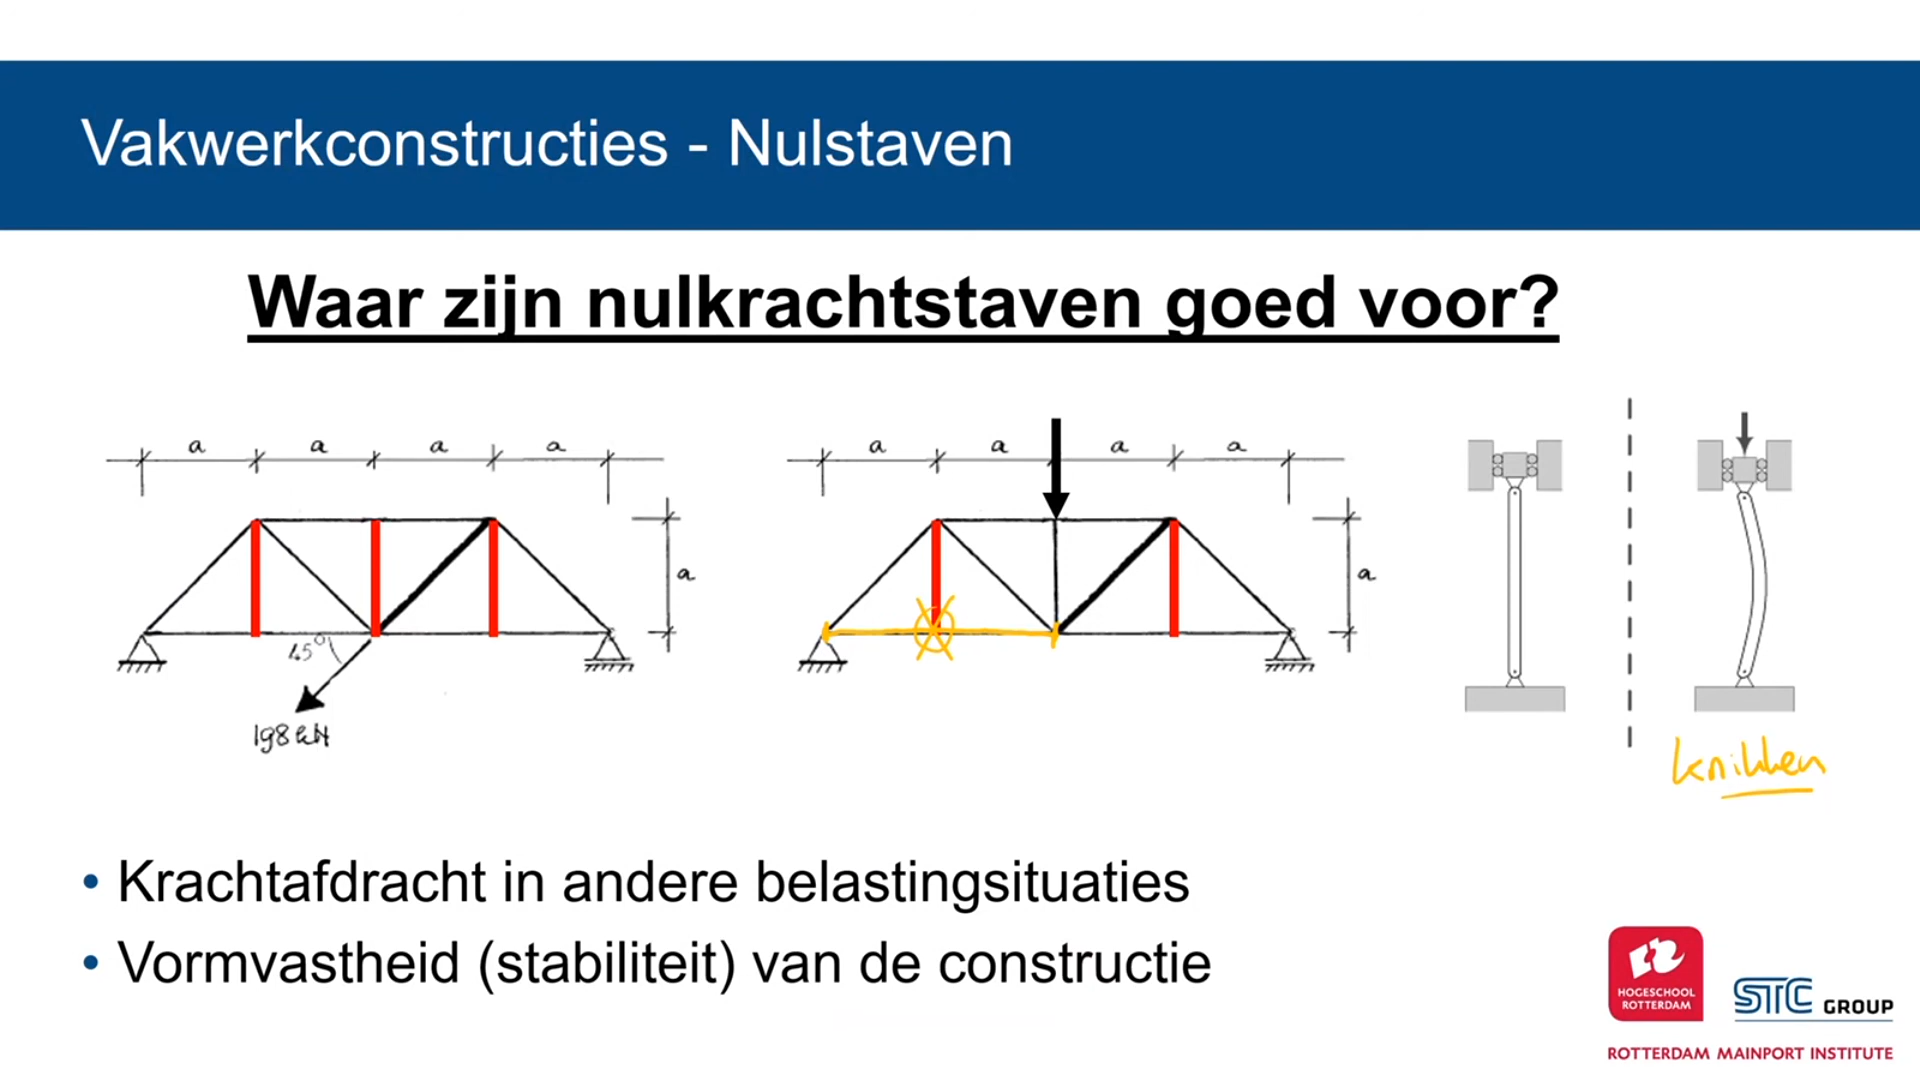 Vakwerkconstructies - Nulstaven
Waar zijn nulkrachtstaven goed voor?
a a a a
a
45°
198 kN
a a a a
a
knikken
• Krachtafdracht in andere belastingsituaties
• Vormvastheid (stabiliteit) van de constructie
HOGESCHOOL
ROTTERDAM
STC GROUP
ROTTERDAM MAINPORT INSTITUTE